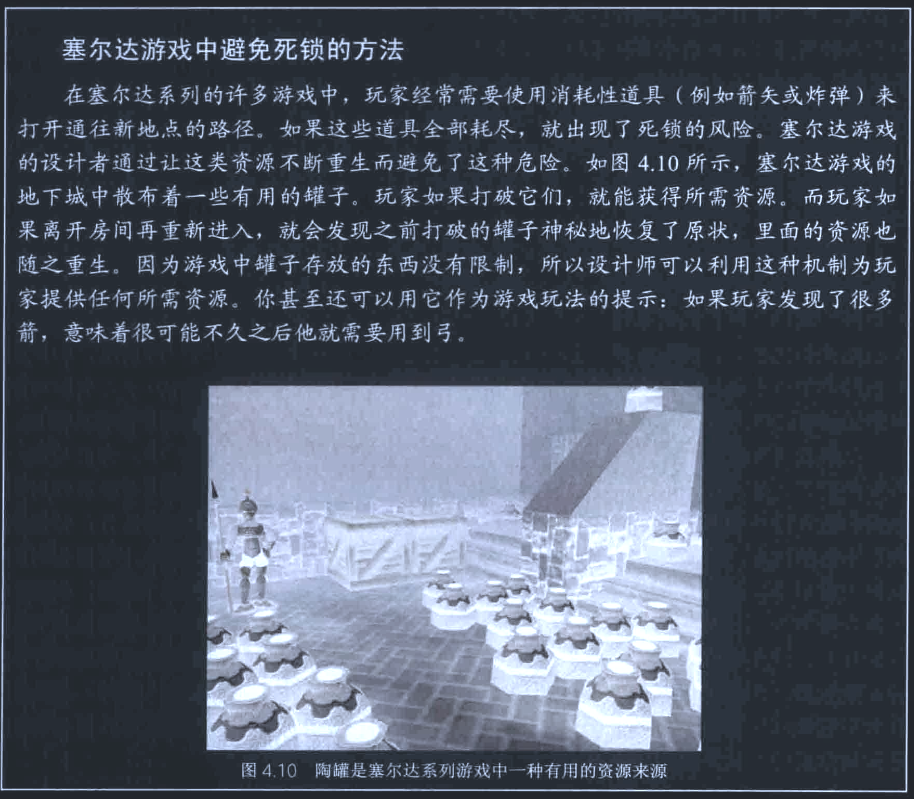 塞尔达游戏中避免死锁的方法
在塞尔达系列的许多游戏中，玩家经常需要使用消耗性道具（例如箭矢或炸弹）来
打开通往新地点的路径。如果这些道具全部耗尽，就出现了死锁的风险。塞尔达游戏
的设计者通过让这类资源不断重生而避免了这种危险。如图 4.10 所示，塞尔达游戏的
地下城中散布着一些有用的罐子。玩家如果打破它们，就能获得所需资源。而玩家如
果离开房间再重新进入，就会发现之前打破的罐子神秘地恢复了原状，里面的资源也
随之重生。因为游戏中罐子存放的东西没有限制，所以设计师可以利用这种机制为玩
家提供任何所需资源。你甚至还可以用它作为游戏玩法的提示：如果玩家发现了很多
箭，意味着很可能不久之后他就需要用到弓。
图 4.10 陶罐是塞尔达系列游戏中一种有用的资源来源